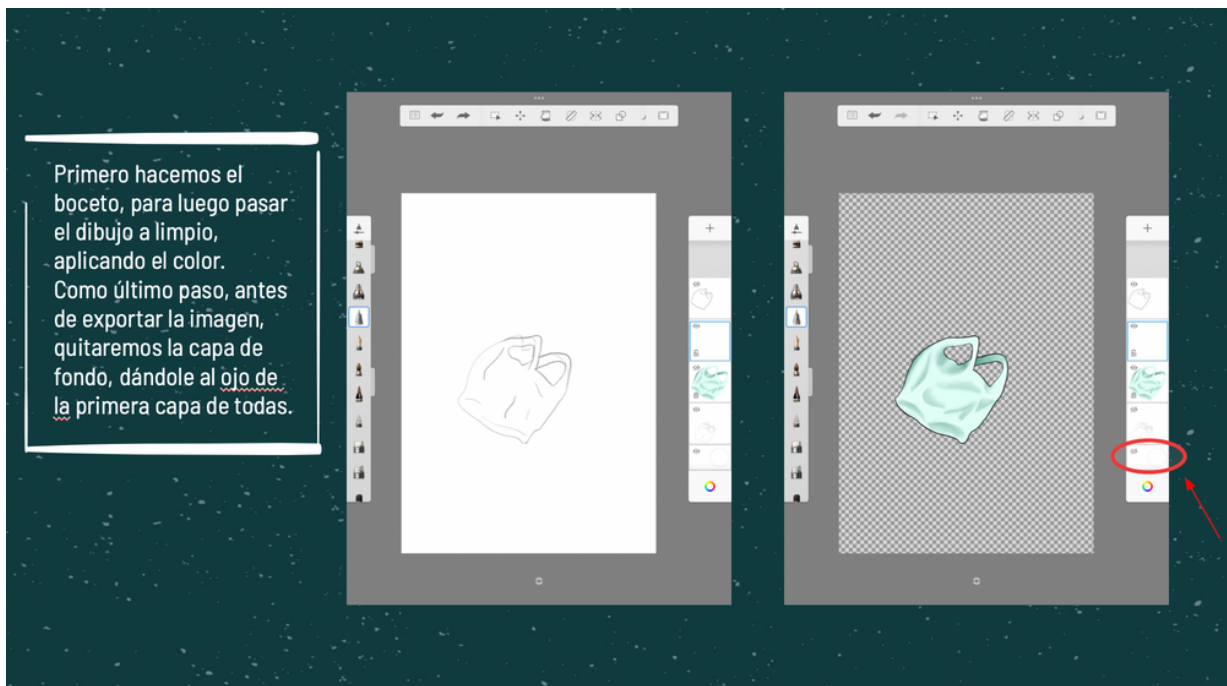 Primero hacemos el
boceto, para luego pasar
el dibujo a limpio,
aplicando el color.
Como último paso, antes
de exportar la imagen,
quitaremos la capa de
fondo, dándole al ojo de
la primera capa de todas.